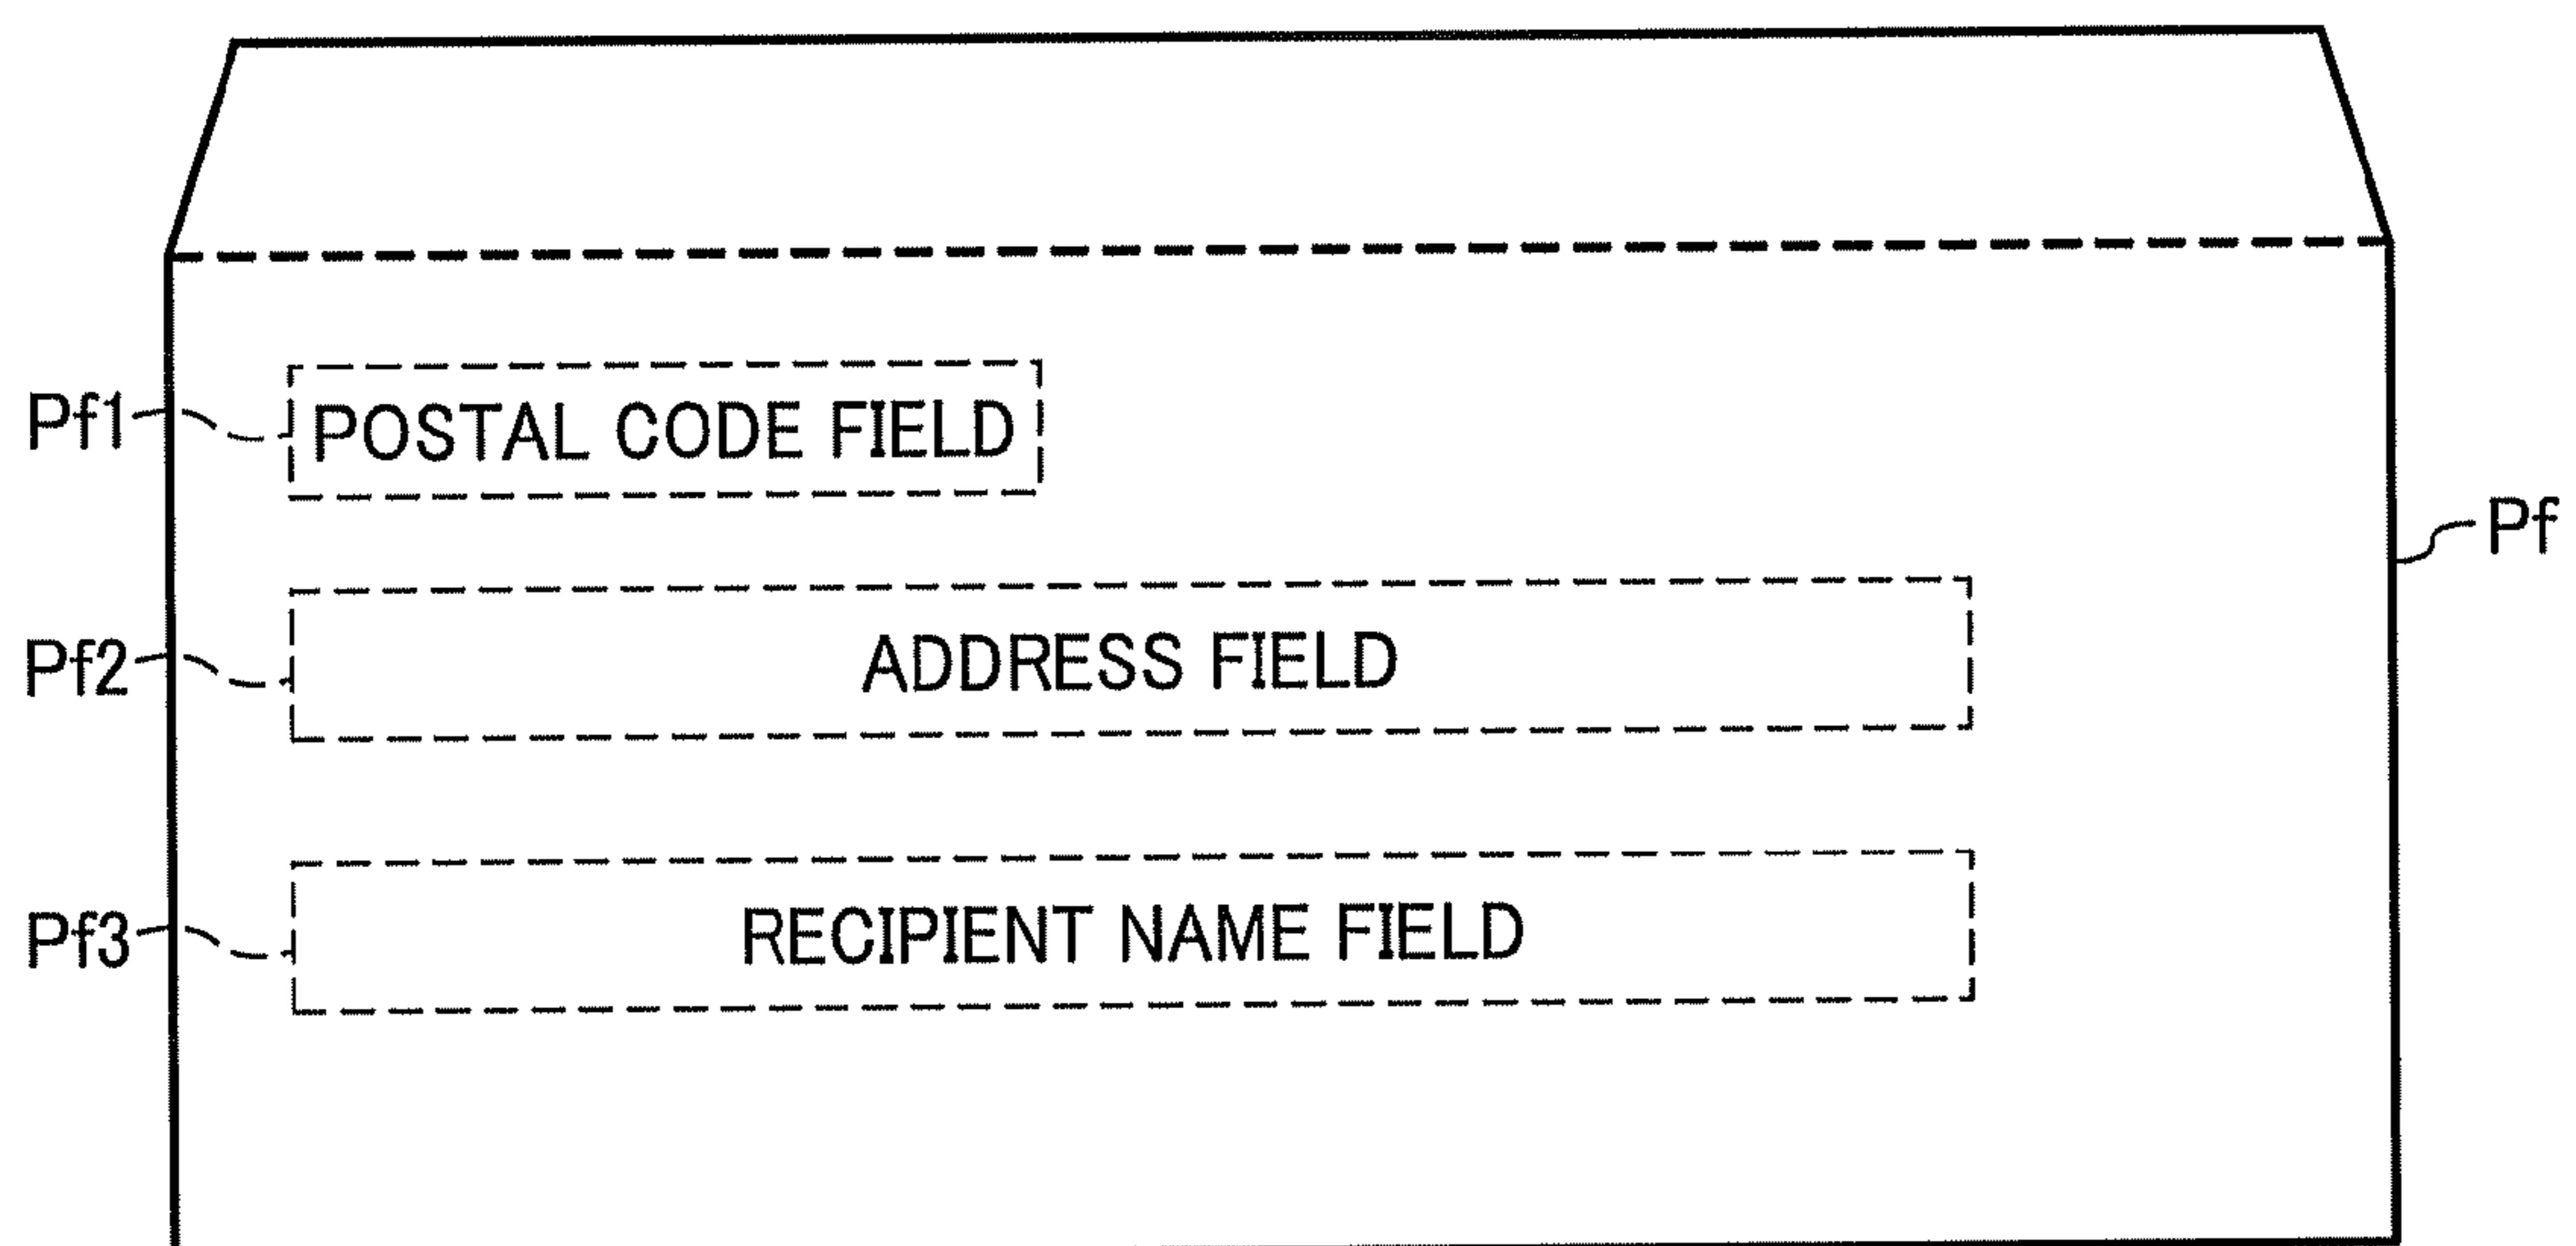 Pf1 POSTAL CODE FIELD
Pf
Pf2 ADDRESS FIELD
Pf3 RECIPIENT NAME FIELD